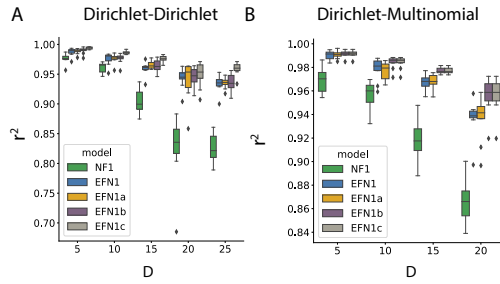 A Dirichlet-Dirichlet
1.00
0.95
0.90
0.85
0.80
0.75
0.70
r²
model
NF1
EFN1
EFN1a
EFN1b
EFN1c
5 10 15 20 25
D
B Dirichlet-Multinomial
1.00
0.98
0.96
0.94
0.92
0.90
0.88
0.86
0.84
r²
model
NF1
EFN1
EFN1a
EFN1b
EFN1c
5 10 15 20
D